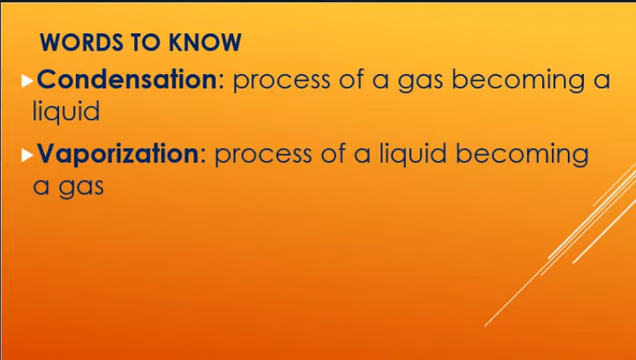 WORDS TO KNOW
Condensation: process of a gas becoming a
liquid
Vaporization: process of a liquid becoming
a gas